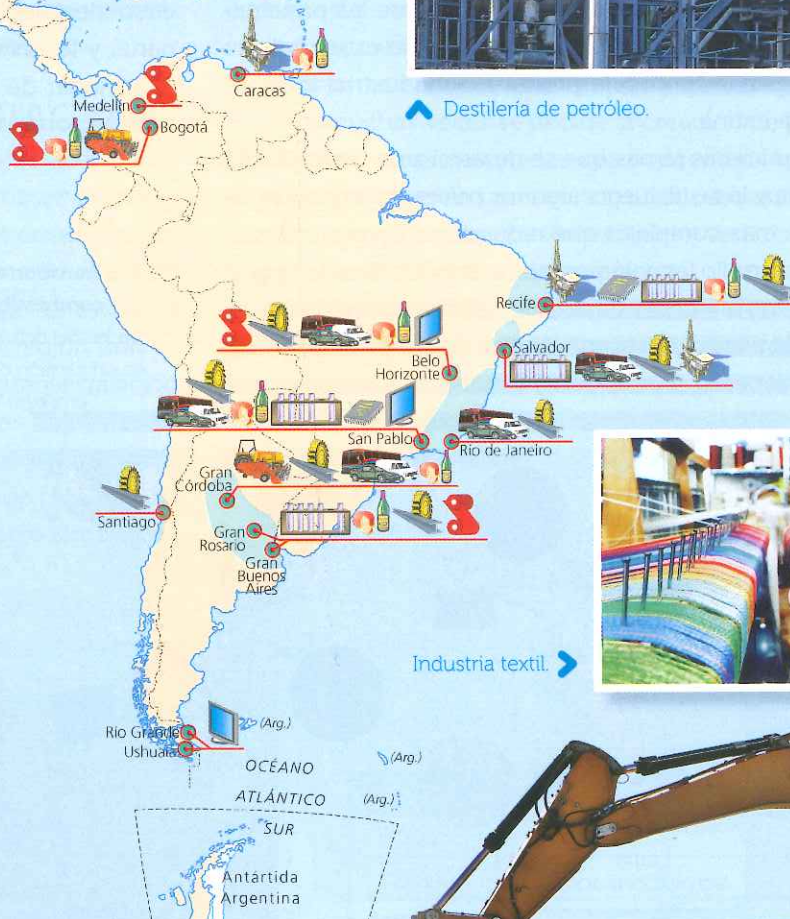 Caracas
Medellín
Bogotá
Destilería de petróleo.
Recife
Salvador
Belo
Horizonte
San Pablo
Río de Janeiro
Gran
Córdoba
Santiago
Gran
Rosario
Gran
Buenos
Aires
Industria textil.
Río Grande
Ushuaia
(Arg.)
OCÉANO
(Arg.)
ATLÁNTICO
(Arg.)
SUR
Antártida
Argentina